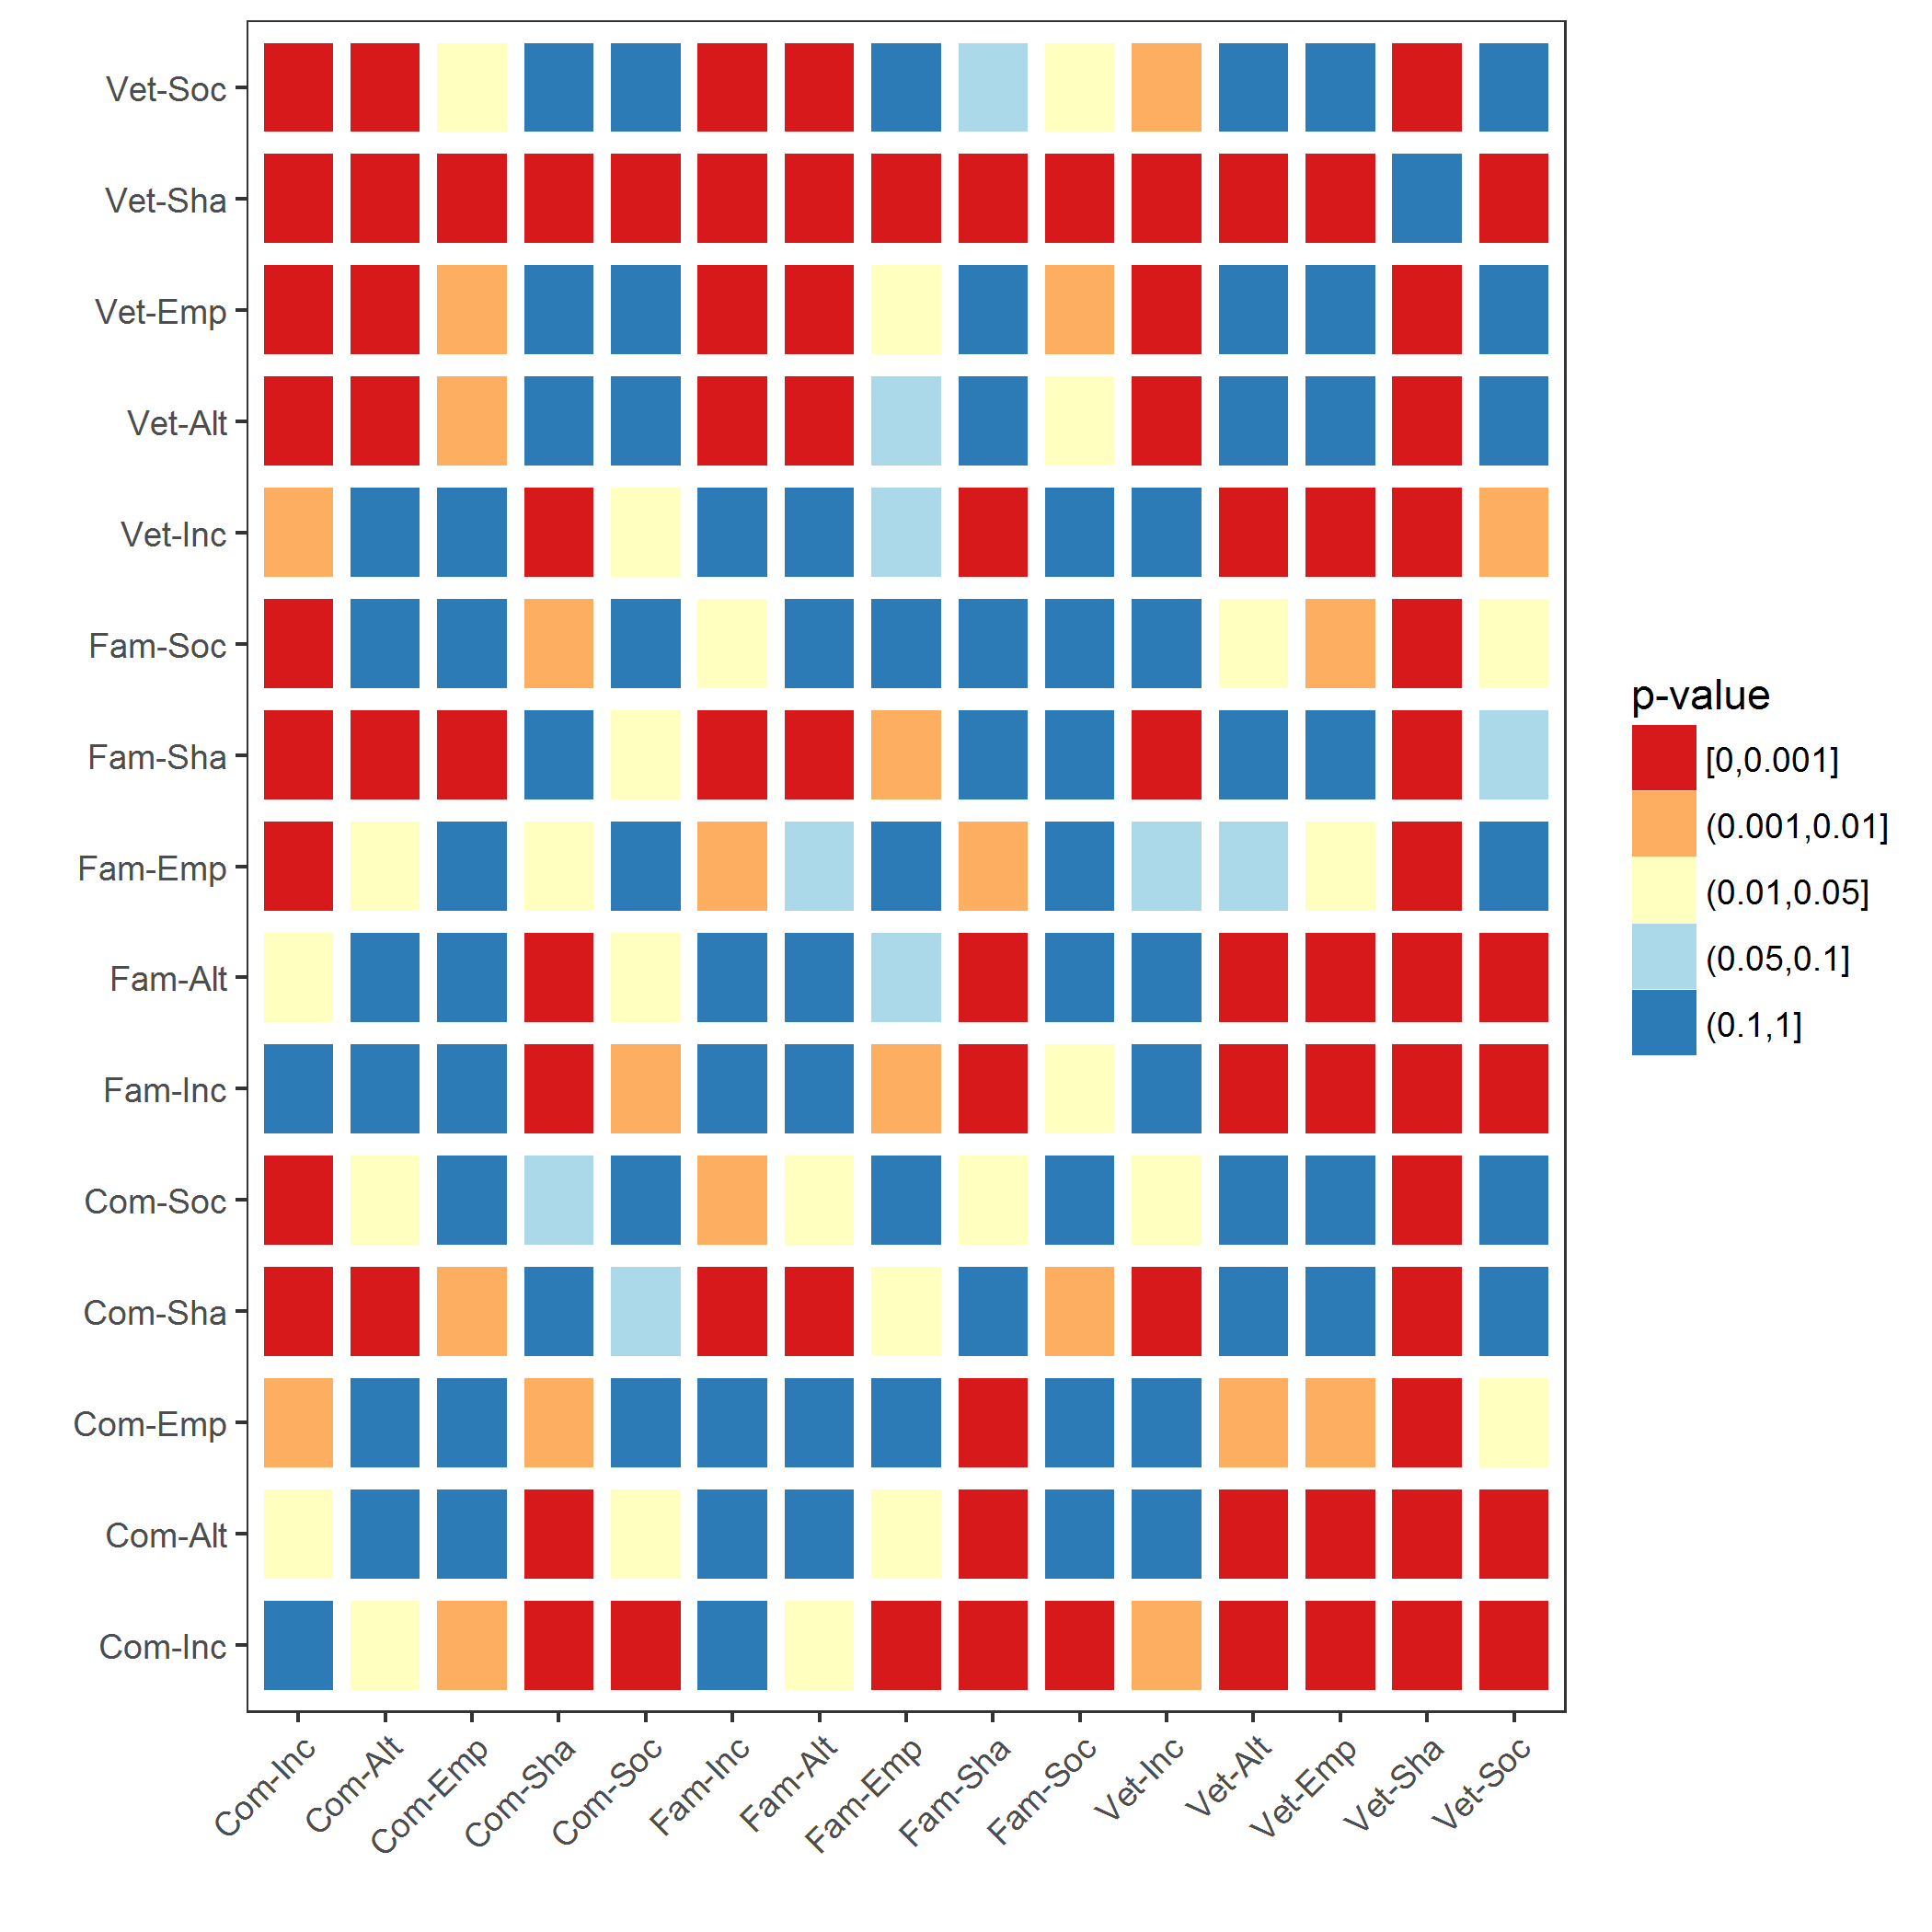 Vet-Soc
Vet-Sha
Vet-Emp
Vet-Alt
Vet-Inc
Fam-Soc
Fam-Sha
Fam-Emp
Fam-Alt
Fam-Inc
Com-Soc
Com-Sha
Com-Emp
Com-Alt
Com-Inc
Com-Inc
Com-Alt
Com-Emp
Com-Sha
Com-Soc
Fam-Inc
Fam-Alt
Fam-Emp
Fam-Sha
Fam-Soc
Vet-Inc
Vet-Alt
Vet-Emp
Vet-Sha
Vet-Soc
p-value
[0,0.001]
(0.001,0.01]
(0.01,0.05]
(0.05,0.1]
(0.1,1]